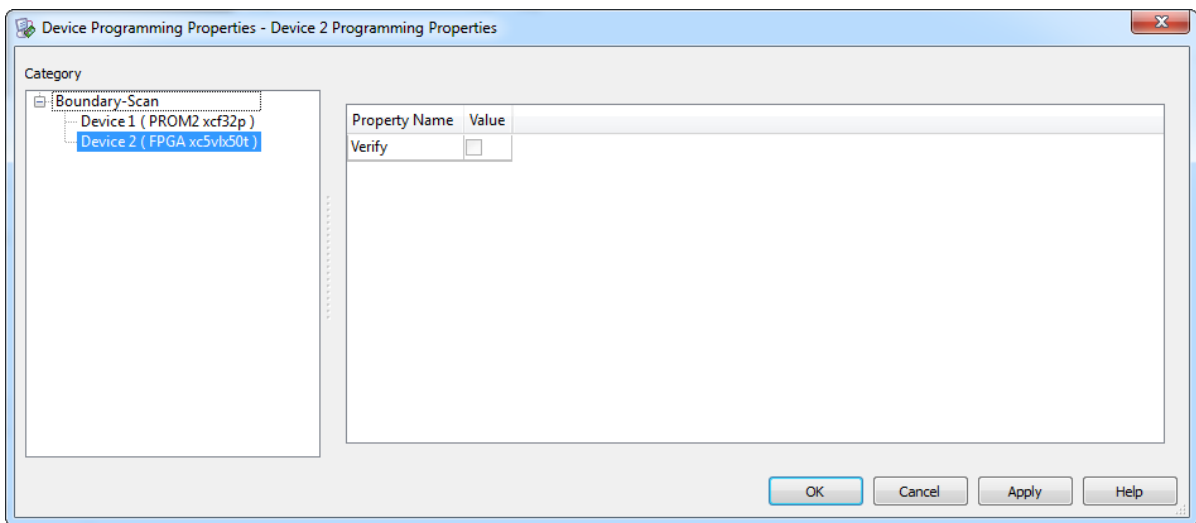 Device Programming Properties - Device 2 Programming Properties
Category
Boundary-Scan
Device 1 ( PROM2 xcf32p )
Device 2 ( FPGA xc5vlx50t )
Property Name Value
Verify
OK Cancel Apply Help